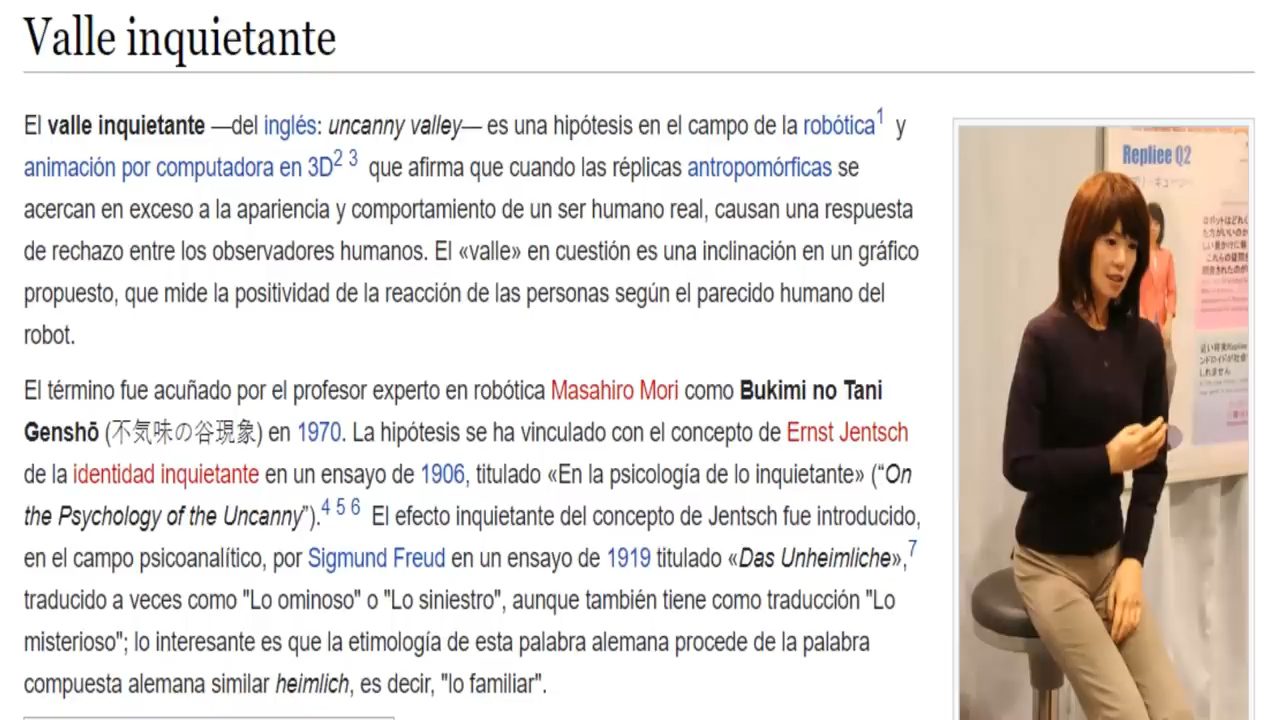 Valle inquietante
El valle inquietante —del inglés: uncanny valley— es una hipótesis en el campo de la robótica1 y
animación por computadora en 3D2 3 que afirma que cuando las réplicas antropomórficas se
acercan en exceso a la apariencia y comportamiento de un ser humano real, causan una respuesta
de rechazo entre los observadores humanos. El «valle» en cuestión es una inclinación en un gráfico
propuesto, que mide la positividad de la reacción de las personas según el parecido humano del
robot.
El término fue acuñado por el profesor experto en robótica Masahiro Mori como Bukimi no Tani
Genshō (不気味の谷現象) en 1970. La hipótesis se ha vinculado con el concepto de Ernst Jentsch
de la identidad inquietante en un ensayo de 1906, titulado «En la psicología de lo inquietante» (“On
the Psychology of the Uncanny”).4 5 6 El efecto inquietante del concepto de Jentsch fue introducido,
en el campo psicoanalítico, por Sigmund Freud en un ensayo de 1919 titulado «Das Unheimliche»,7
traducido a veces como "Lo ominoso" o "Lo siniestro", aunque también tiene como traducción "Lo
misterioso"; lo interesante es que la etimología de esta palabra alemana procede de la palabra
compuesta alemana similar heimlich, es decir, "lo familiar".
Repliee Q2